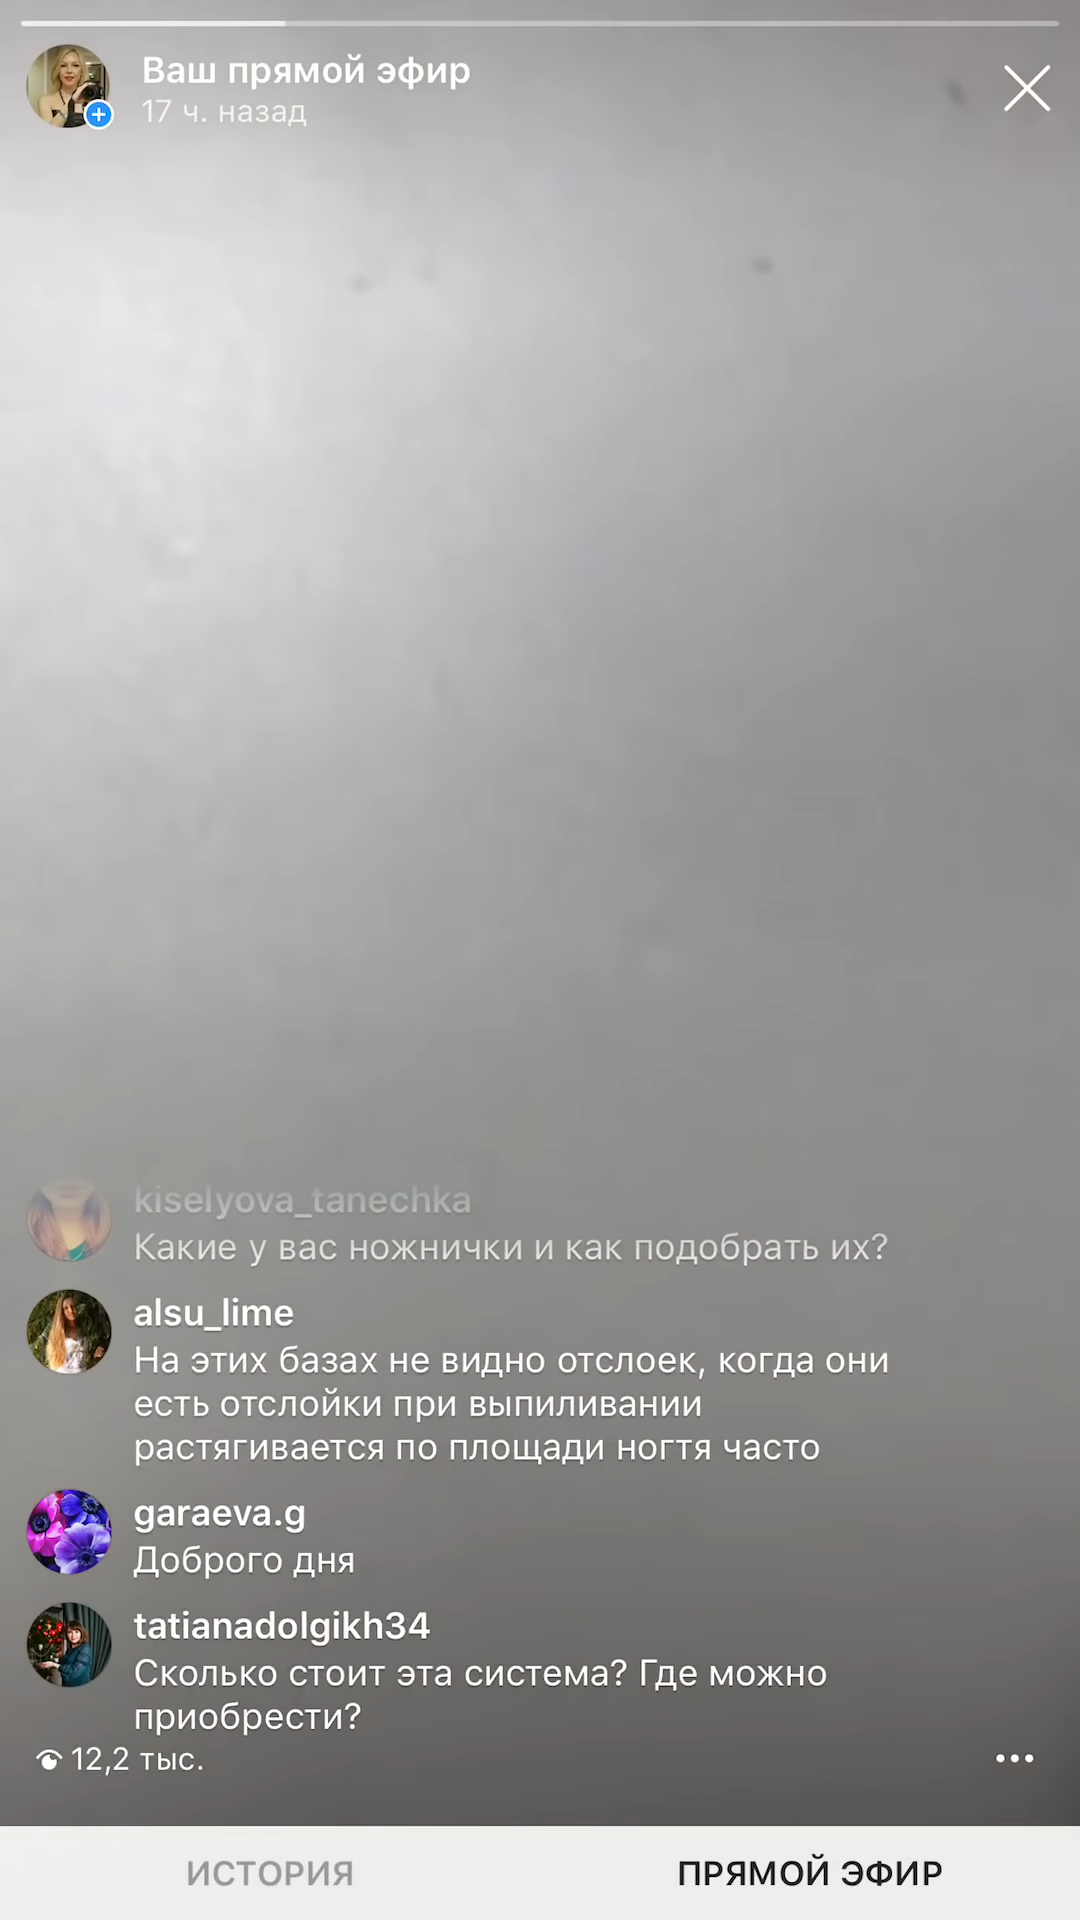 Ваш прямой эфир
17 ч. назад
kiselyova_tanechka
Какие у вас ножнички и как подобрать их?
alsu_lime
На этих базах не видно отслоек, когда они
есть отслойки при выпиливании
растягивается по площади ногтя часто
garaeva.g
Доброго дня
tatianadolgikh34
Сколько стоит эта система? Где можно
приобрести?
12,2 тыс.
ИСТОРИЯ
ПРЯМОЙ ЭФИР